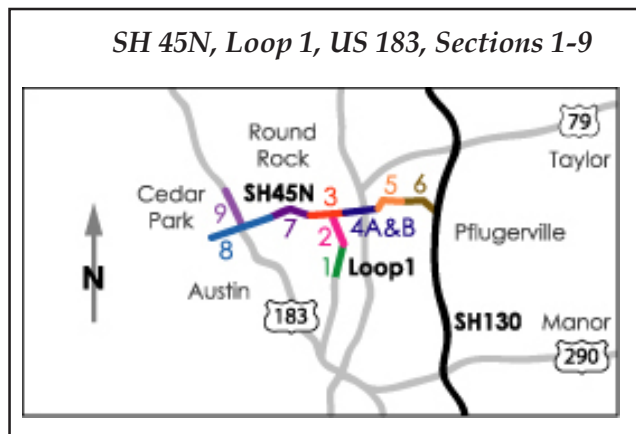 SH 45N, Loop 1, US 183, Sections 1-9
79
Round
Rock
Taylor
Cedar
Park
SH45N
9
8
7
3
2
1
4A&B
5
6
Pflugerville
Loop1
N
Austin
183
SH130
Manor
290